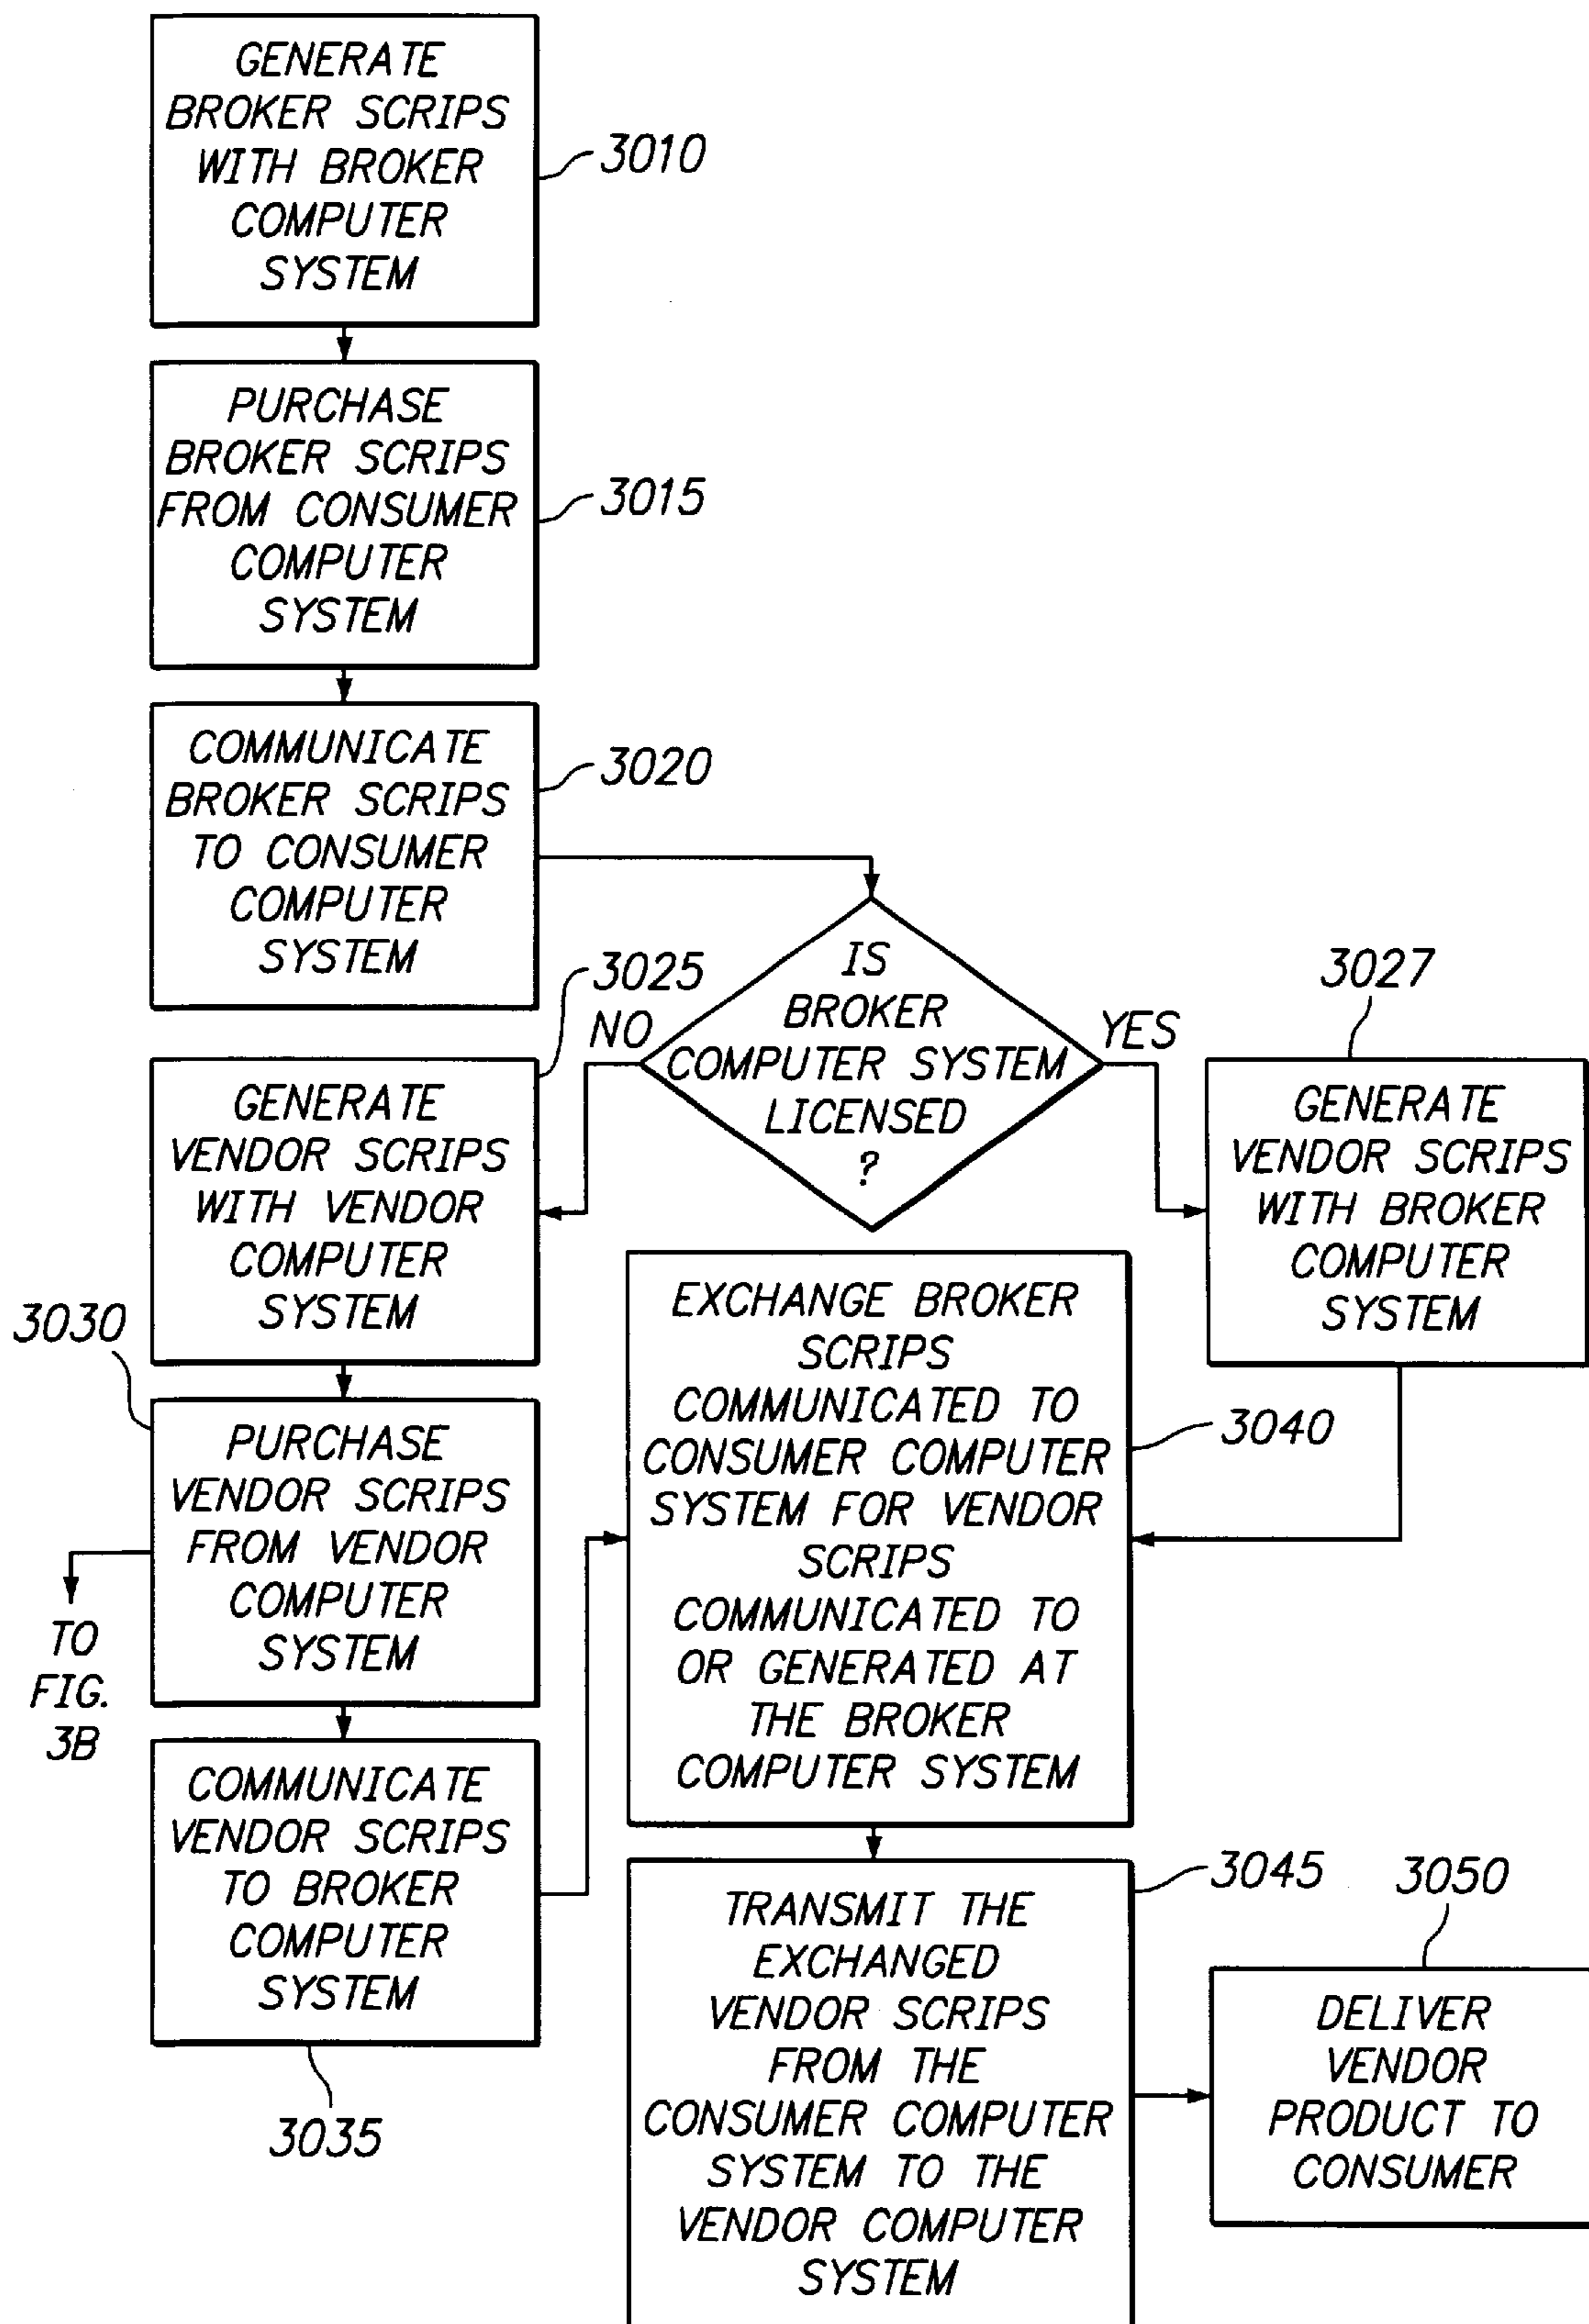 GENERATE
BROKER SCRIPS
WITH BROKER
COMPUTER
SYSTEM
3010
PURCHASE
BROKER SCRIPS
FROM CONSUMER
COMPUTER
SYSTEM
3015
COMMUNICATE
BROKER SCRIPS
TO CONSUMER
COMPUTER
SYSTEM
3020
IS
BROKER
COMPUTER SYSTEM
LICENSED
?
NO
YES
3025
GENERATE
VENDOR SCRIPS
WITH VENDOR
COMPUTER
SYSTEM
3027
GENERATE
VENDOR SCRIPS
WITH BROKER
COMPUTER
SYSTEM
3030
PURCHASE
VENDOR SCRIPS
FROM VENDOR
COMPUTER
SYSTEM
TO
FIG.
3B
COMMUNICATE
VENDOR SCRIPS
TO BROKER
COMPUTER
SYSTEM
3035
EXCHANGE BROKER
SCRIPS
COMMUNICATED TO
CONSUMER COMPUTER
SYSTEM FOR VENDOR
SCRIPS
COMMUNICATED TO
OR GENERATED AT
THE BROKER
COMPUTER SYSTEM
3040
TRANSMIT THE
EXCHANGED
VENDOR SCRIPS
FROM THE
CONSUMER COMPUTER
SYSTEM TO THE
VENDOR COMPUTER
SYSTEM
3045
3050
DELIVER
VENDOR
PRODUCT TO
CONSUMER